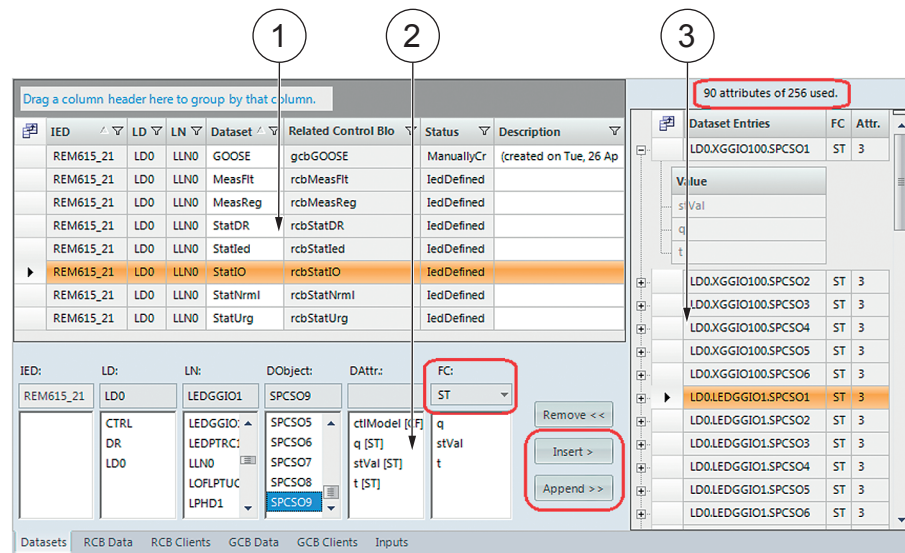 1 2 3
90 attributes of 256 used.
Drag a column header here to group by that column.
IED LD LN Dataset Related Control Blo Status Description
REM615_21 LD0 LLN0 GOOSE gcbGOOSE ManuallyCr (created on Tue, 26 Ap
REM615_21 LD0 LLN0 MeasFlt rcbMeasFlt IedDefined
REM615_21 LD0 LLN0 MeasReg rcbMeasReg IedDefined
REM615_21 LD0 LLN0 StatDR rcbStatDR IedDefined
REM615_21 LD0 LLN0 StatIed rcbStatIed IedDefined
REM615_21 LD0 LLN0 StatIO rcbStatIO IedDefined
REM615_21 LD0 LLN0 StatNrml rcbStatNrml IedDefined
REM615_21 LD0 LLN0 StatUrg rcbStatUrg IedDefined
Dataset Entries FC Attr.
LD0.XGGIO100.SPCSO1 ST 3
Value
stVal
q
t
LD0.XGGIO100.SPCSO2 ST 3
LD0.XGGIO100.SPCSO3 ST 3
LD0.XGGIO100.SPCSO4 ST 3
LD0.XGGIO100.SPCSO5 ST 3
LD0.XGGIO100.SPCSO6 ST 3
LD0.LEDGGIO1.SPCSO1 ST 3
LD0.LEDGGIO1.SPCSO2 ST 3
LD0.LEDGGIO1.SPCSO3 ST 3
LD0.LEDGGIO1.SPCSO4 ST 3
LD0.LEDGGIO1.SPCSO5 ST 3
LD0.LEDGGIO1.SPCSO6 ST 3
IED: LD: LN: DObject: DAttr.: FC:
REM615_21 LD0 LEDGGIO1 SPCSO9 ST
CTRL LEDGGIO: SPCSO5 ctlModel [CF] q
DR LEDPTRC1 SPCSO6 q [ST] stVal
LD0 LLN0 SPCSO7 stVal [ST] t
LOFLPTUC SPCSO8 t [ST]
LPHD1 SPCSO9
Remove <<
Insert >
Append >>
Datasets RCB Data RCB Clients GCB Data GCB Clients Inputs